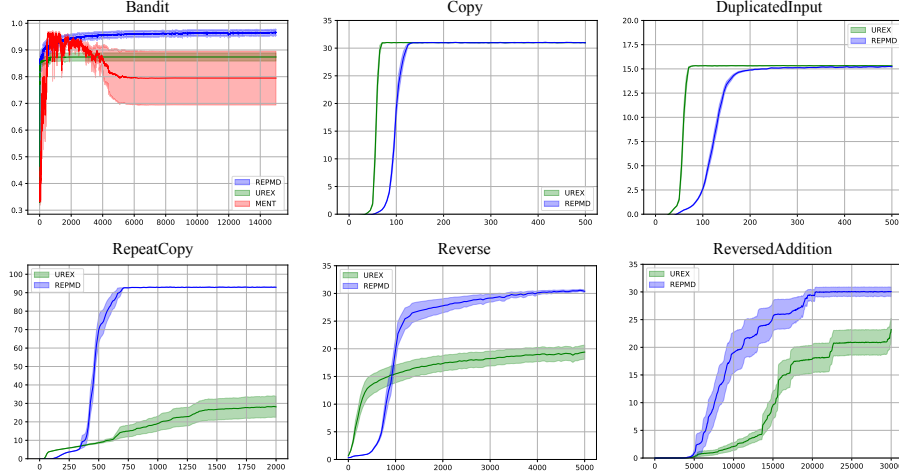 Bandit
1.0
0.9
0.8
0.7
0.6
0.5
0.4
0.3
0 2000 4000 6000 8000 10000 12000 14000
REPMD
UREX
MENT
Copy
35
30
25
20
15
10
5
0
0 100 200 300 400 500
UREX
REPMD
DuplicatedInput
20.0
17.5
15.0
12.5
10.0
7.5
5.0
2.5
0.0
0 100 200 300 400 500
UREX
REPMD
RepeatCopy
100
90
80
70
60
50
40
30
20
10
0
0 250 500 750 1000 1250 1500 1750 2000
UREX
REPMD
Reverse
35
30
25
20
15
10
5
0
0 1000 2000 3000 4000 5000
UREX
REPMD
ReversedAddition
35
30
25
20
15
10
5
0
0 5000 10000 15000 20000 25000
UREX
REPMD